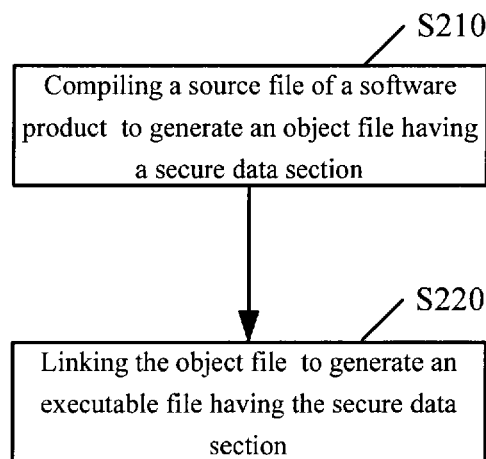 S210
Compiling a source file of a software
product to generate an object file having
a secure data section
S220
Linking the object file to generate an
executable file having the secure data
section